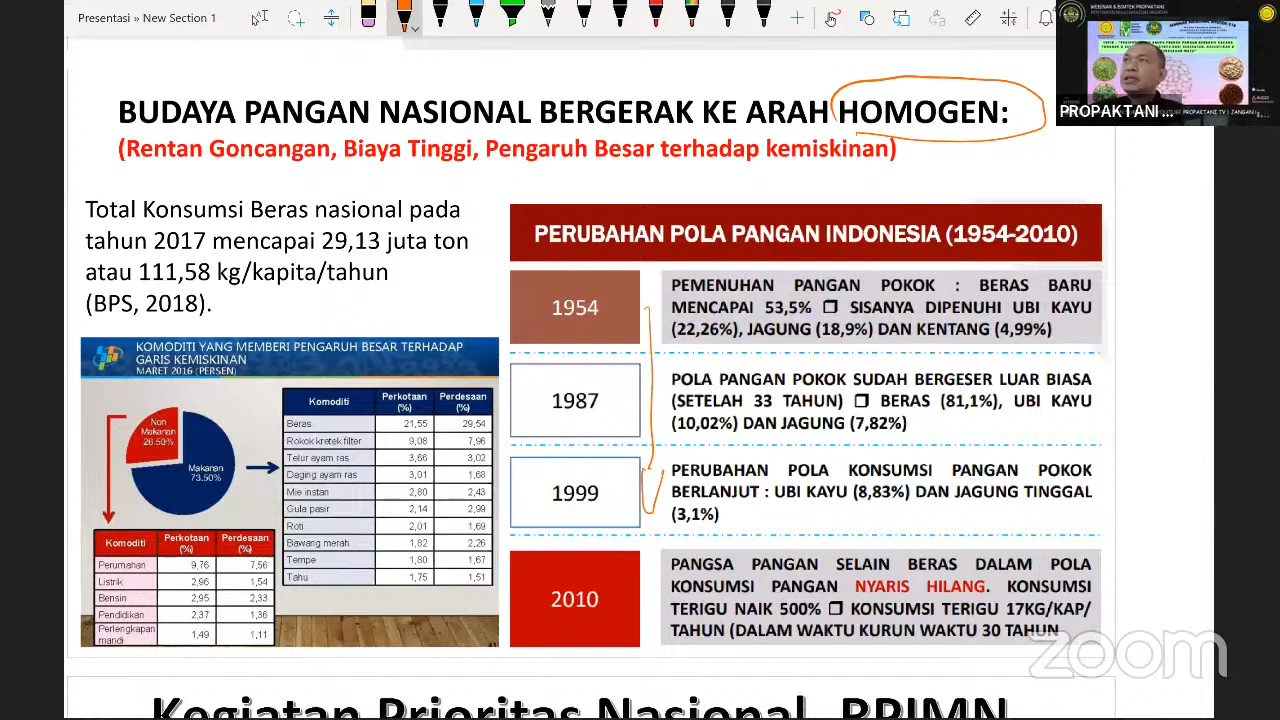 Presentasi » New Section 1
WEBINAR & BIMTEK PROPAKTANI
PROPAKTANI ...
BUDAYA PANGAN NASIONAL BERGERAK KE ARAH HOMOGEN:
(Rentan Goncangan, Biaya Tinggi, Pengaruh Besar terhadap kemiskinan)
Total Konsumsi Beras nasional pada
tahun 2017 mencapai 29,13 juta ton
atau 111,58 kg/kapita/tahun
(BPS, 2018).
KOMODITI YANG MEMBERI PENGARUH BESAR TERHADAP
GARIS KEMISKINAN
MARET 2016 (PERSEN)
Non
Makanan
26.50%
Makanan
73.50%
Komoditi Perkotaan (%) Perdesaan (%)
Beras 21,55 29,54
Rokok kretek filter 9,08 7,96
Telur ayam ras 3,66 3,02
Daging ayam ras 3,01 1,68
Mie instan 2,80 2,43
Gula pasir 2,14 2,99
Roti 2,01 1,69
Bawang merah 1,82 2,26
Tempe 1,80 1,67
Tahu 1,75 1,51
Komoditi Perkotaan (%) Perdesaan (%)
Perumahan 9,76 7,56
Listrik 2,96 1,54
Bensin 2,95 2,33
Pendidikan 2,37 1,36
Perlengkapan mandi 1,49 1,11
PERUBAHAN POLA PANGAN INDONESIA (1954-2010)
1954
PEMENUHAN PANGAN POKOK : BERAS BARU
MENCAPAI 53,5% ❒ SISANYA DIPENUHI UBI KAYU
(22,26%), JAGUNG (18,9%) DAN KENTANG (4,99%)
1987
POLA PANGAN POKOK SUDAH BERGESER LUAR BIASA
(SETELAH 33 TAHUN) ❒ BERAS (81,1%), UBI KAYU
(10,02%) DAN JAGUNG (7,82%)
1999
PERUBAHAN POLA KONSUMSI PANGAN POKOK
BERLANJUT : UBI KAYU (8,83%) DAN JAGUNG TINGGAL
(3,1%)
2010
PANGSA PANGAN SELAIN BERAS DALAM POLA
KONSUMSI PANGAN NYARIS HILANG. KONSUMSI
TERIGU NAIK 500% ❒ KONSUMSI TERIGU 17KG/KAP/
TAHUN (DALAM WAKTU KURUN WAKTU 30 TAHUN
zoom
Kegiatan Prioritas Nasional, RPJMN